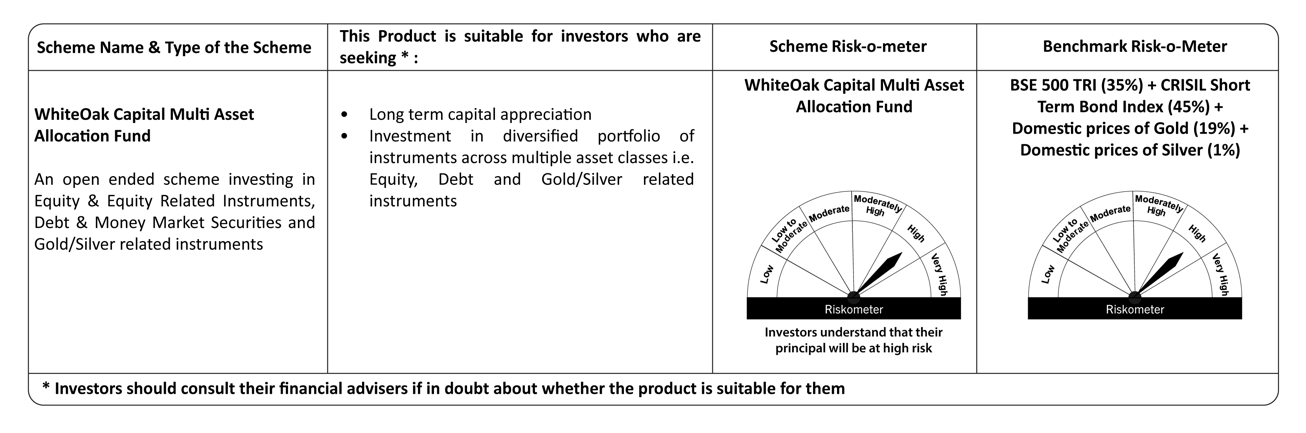 Scheme Name & Type of the Scheme
This Product is suitable for investors who are
seeking * :
Scheme Risk-o-meter
Benchmark Risk-o-Meter
WhiteOak Capital Multi Asset
Allocation Fund
An open ended scheme investing in
Equity & Equity Related Instruments,
Debt & Money Market Securities and
Gold/Silver related instruments
• Long term capital appreciation
• Investment in diversified portfolio of
instruments across multiple asset classes i.e.
Equity, Debt and Gold/Silver related
instruments
WhiteOak Capital Multi Asset
Allocation Fund
Low
Low to
Moderate
Moderate
Moderately
High
High
Very High
Riskometer
Investors understand that their
principal will be at high risk
BSE 500 TRI (35%) + CRISIL Short
Term Bond Index (45%) +
Domestic prices of Gold (19%) +
Domestic prices of Silver (1%)
Low
Low to
Moderate
Moderate
Moderately
High
High
Very High
Riskometer
* Investors should consult their financial advisers if in doubt about whether the product is suitable for them